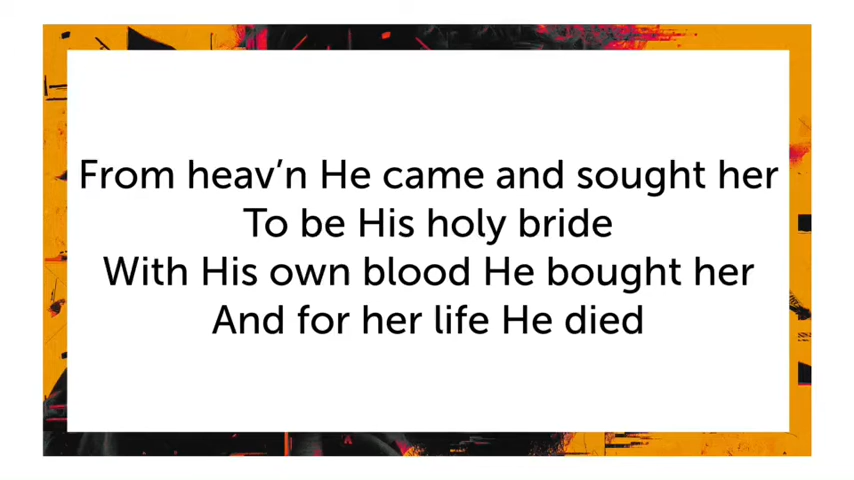 From heav’n He came and sought her
To be His holy bride
With His own blood He bought her
And for her life He died